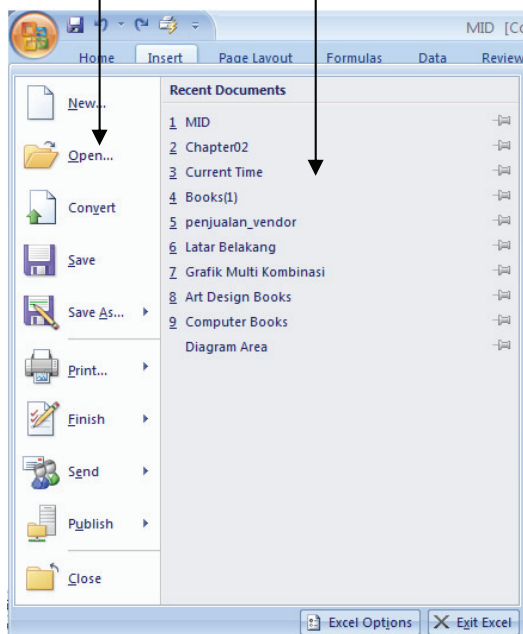 MID [Co
Home Insert Page Layout Formulas Data Review
New...
Open...
Convert
Save
Save As...
Print...
Finish
Send
Publish
Close
Recent Documents
1 MID
2 Chapter02
3 Current Time
4 Books(1)
5 penjualan_vendor
6 Latar Belakang
7 Grafik Multi Kombinasi
8 Art Design Books
9 Computer Books
Diagram Area
Excel Options Exit Excel